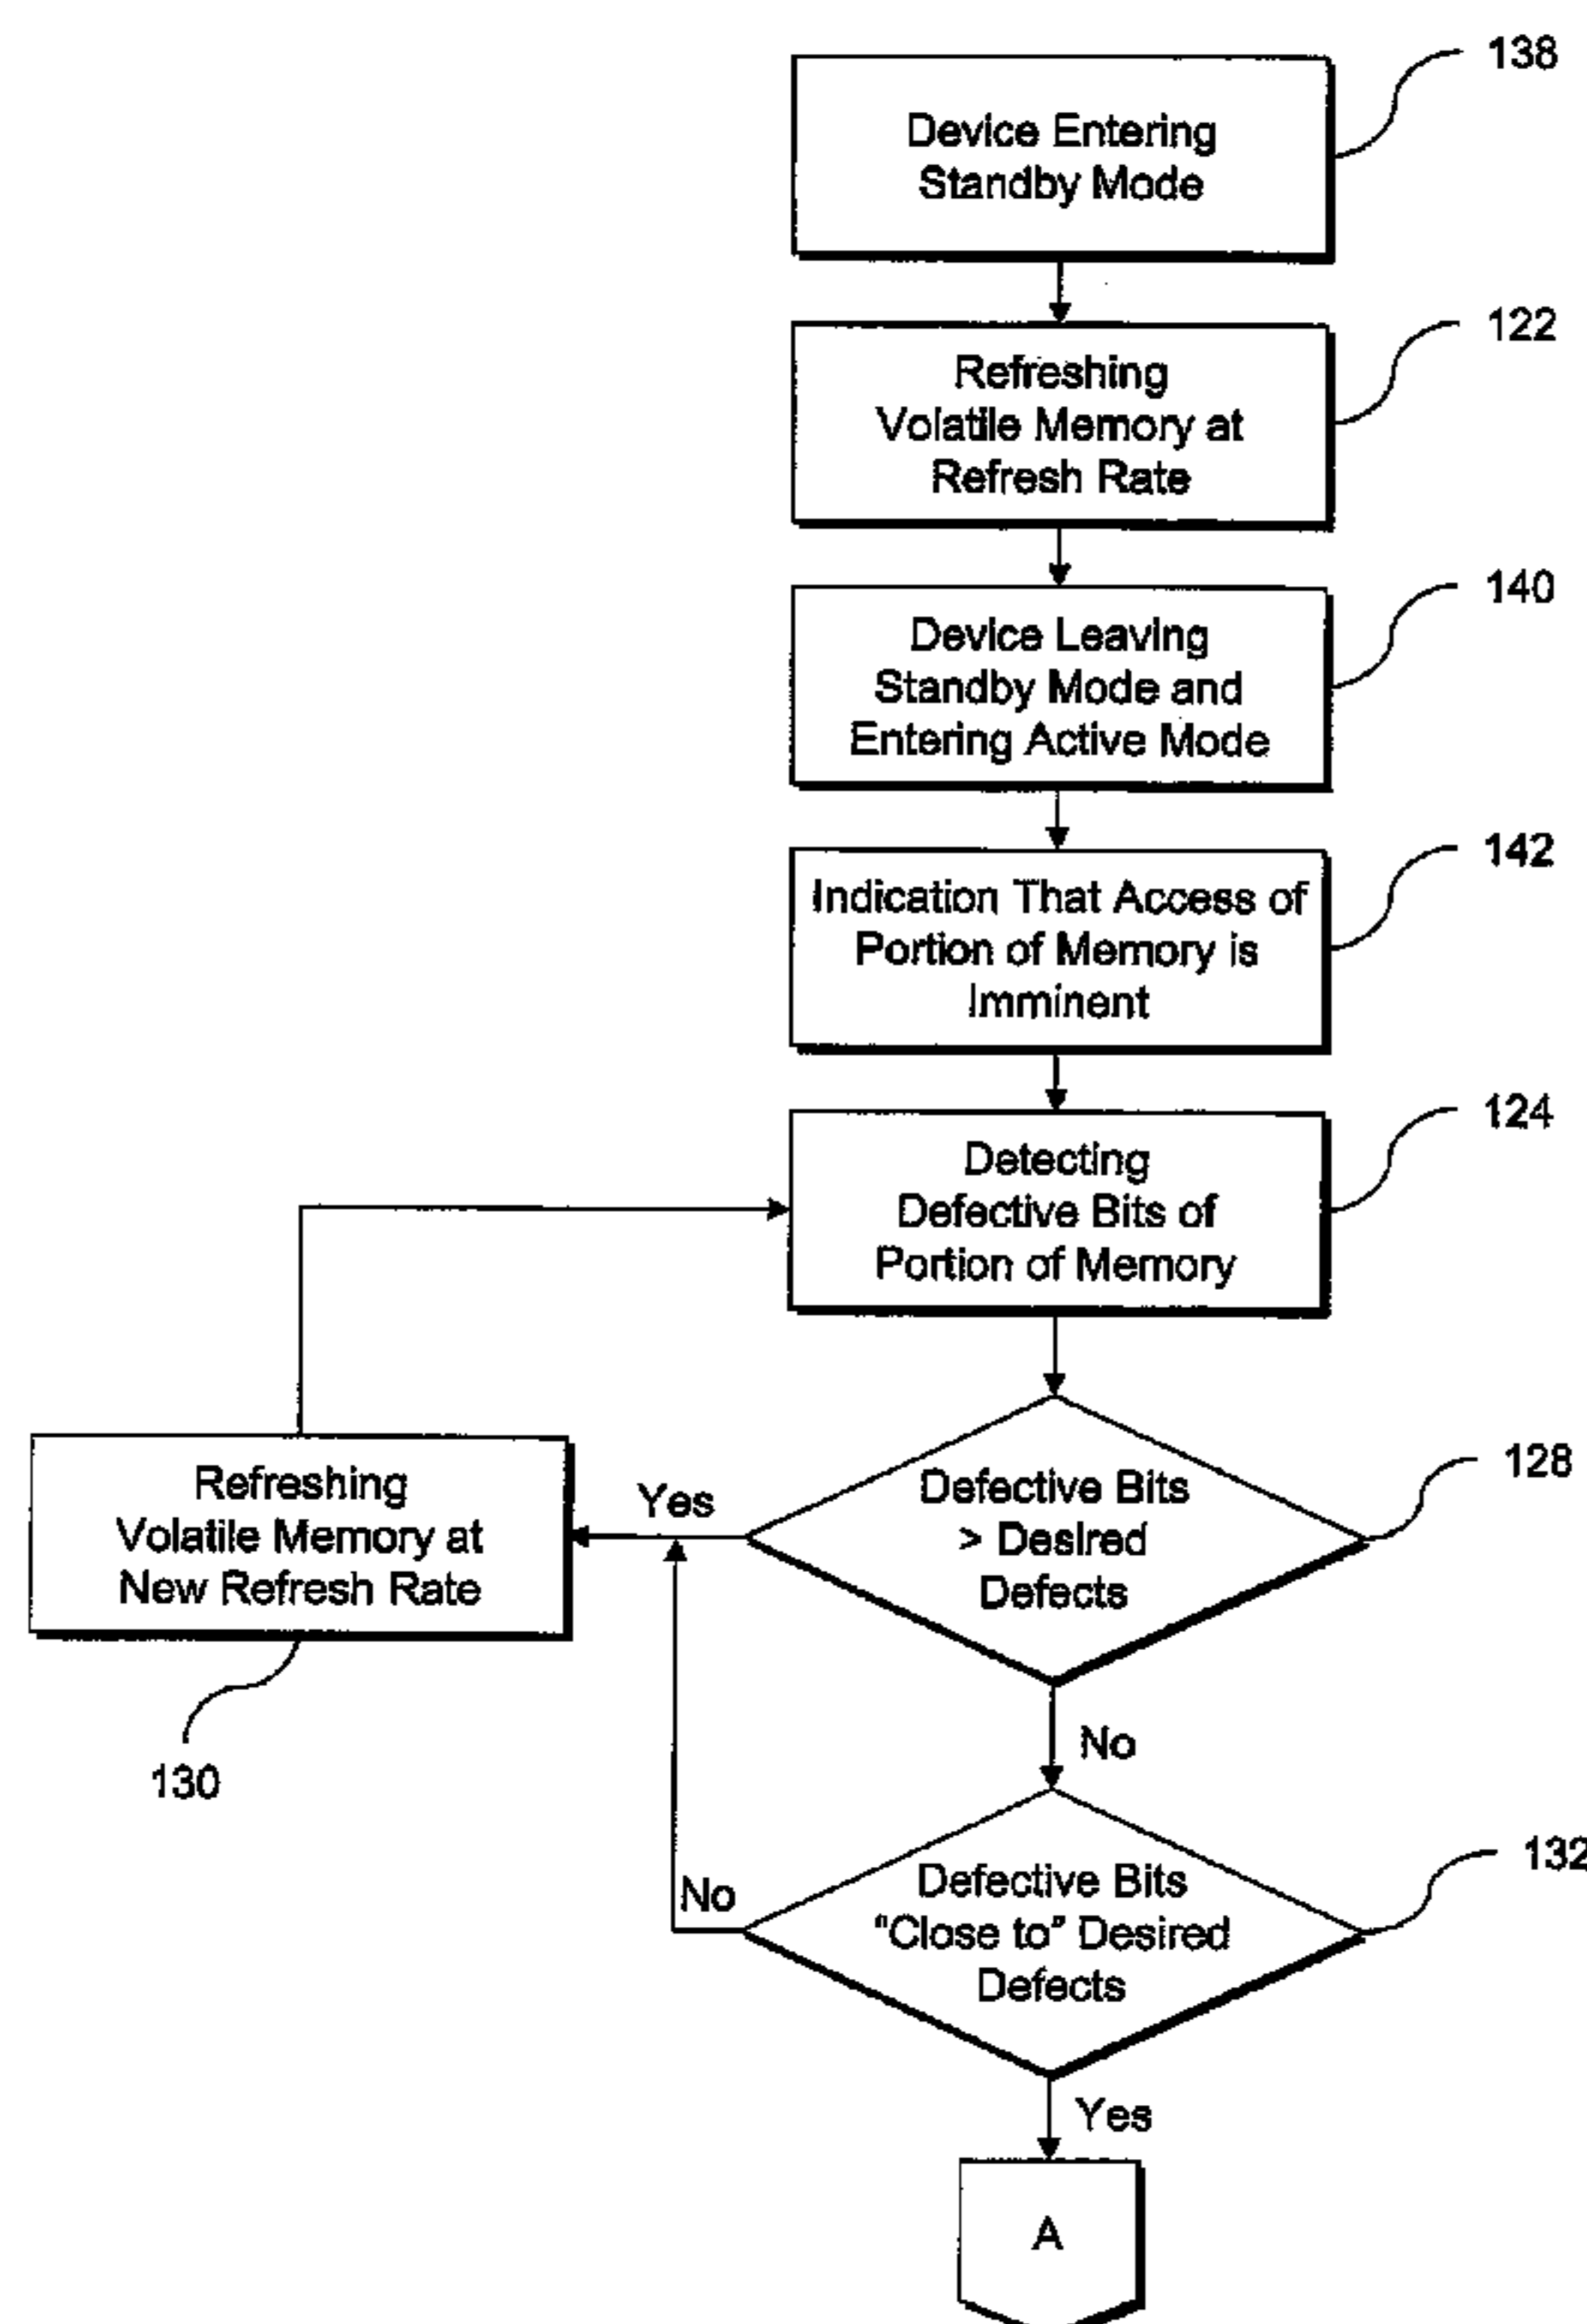 138
Device Entering
Standby Mode
122
Refreshing
Volatile Memory at
Refresh Rate
140
Device Leaving
Standby Mode and
Entering Active Mode
142
Indication That Access of
Portion of Memory is
Imminent
124
Detecting
Defective Bits of
Portion of Memory
128
Defective Bits
> Desired
Defects
Yes
Refreshing
Volatile Memory at
New Refresh Rate
130
No
132
Defective Bits
"Close to" Desired
Defects
No
Yes
A